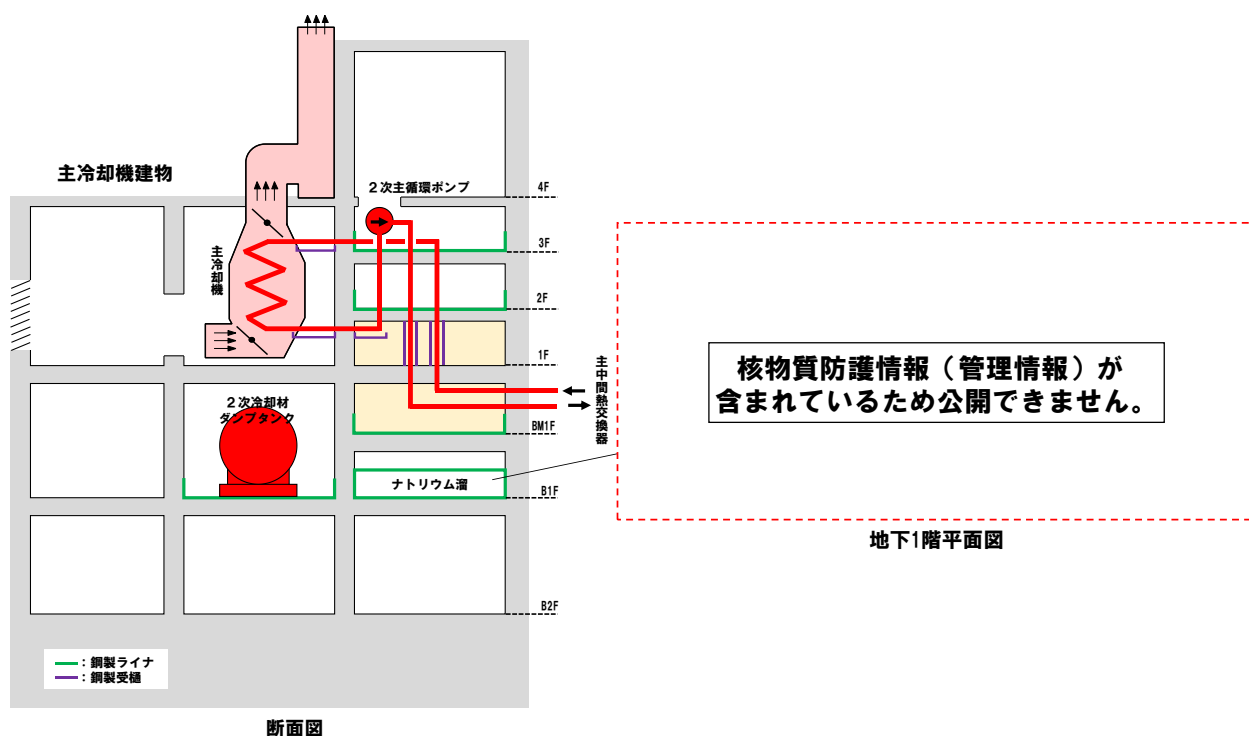 主冷却機建物
2次主循環ポンプ
4F
3F
主冷却機
2F
1F
主中間熱交換器
2次冷却材
ダンプタンク
BM1F
ナトリウム溜
B1F
B2F
核物質防護情報（管理情報）が
含まれているため公開できません。
地下1階平面図
：鋼製ライナ
：鋼製受樋
断面図